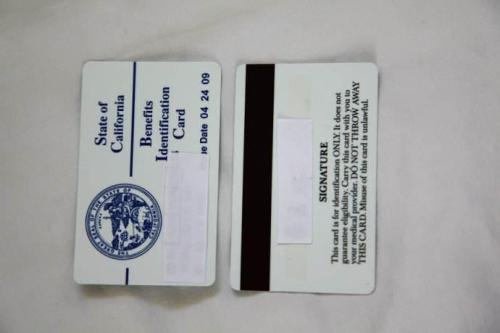 State of
California
Benefits
Identification
Card
ue Date 04 24 09
SIGNATURE
This card is for identification ONLY. It does not
guarantee eligibility. Carry this card with you to
your medical provider. DO NOT THROW AWAY
THIS CARD. Misuse of this card is unlawful.